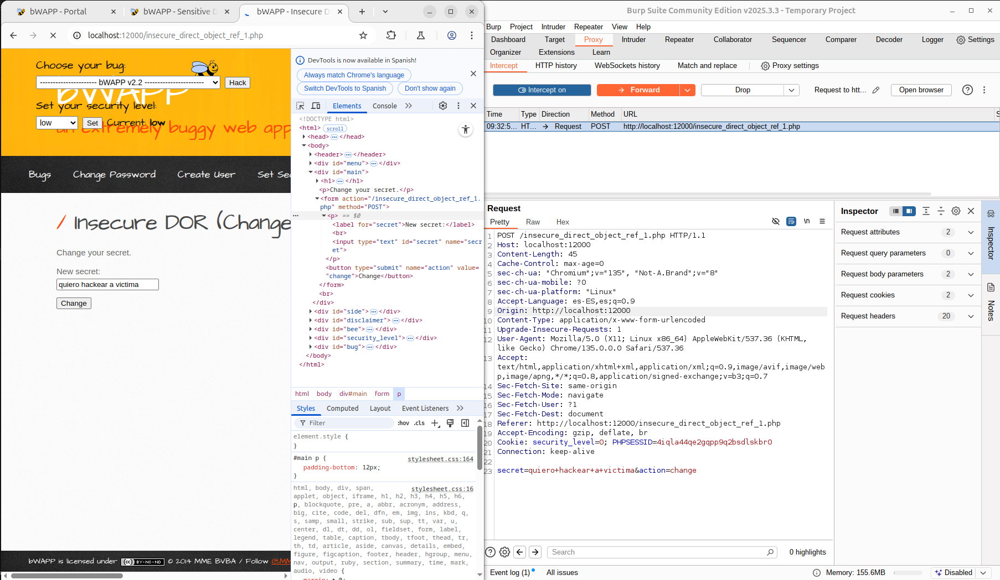 bWAPP - Portal
bWAPP - Sensitive D
bWAPP - Insecure D
localhost:12000/insecure_direct_object_ref_1.php
Choose your bug:
bWAPP
----------------------- bWAPP v2.2 ------------------------
Hack
Set your security level:
low
Set
Current: low
an extremely buggy web app
Bugs
Change Password
Create User
Set Sec
/ Insecure DOR (Change
Change your secret.
New secret:
quiero hackear a victima
Change
bWAPP is licensed under
(cc) BY-NC-ND
© 2014 MME BVBA / Follow @MM
DevTools is now available in Spanish!
Always match Chrome's language
Switch DevTools to Spanish
Don't show again
Elements
Console
<!DOCTYPE html>
<html> scroll
<head> ··· </head>
<body>
<header> ··· </header>
<div id="menu"> ··· </div>
<div id="main">
<h1> ··· </h1>
<p>Change your secret.</p>
<form action="/insecure_direct_object_ref_1.
php" method="POST">
··· <p> == $0
<label for="secret">New secret:</label>
<br>
<input type="text" id="secret" name="secr
et">
</p>
<button type="submit" name="action" value=
"change">Change</button>
</form>
<br>
</div>
<div id="side"> ··· </div>
<div id="disclaimer"> ··· </div>
<div id="bee"> ··· </div>
<div id="security_level"> ··· </div>
<div id="bug"> ··· </div>
</body>
</html>
html body div#main form p
Styles
Computed
Layout
Event Listeners
Filter
:hov .cls
element.style {
}
#main p { stylesheet.css:164
padding-bottom: 12px;
}
html, body, div, span, stylesheet.css:16
applet, object, iframe, h1, h2, h3, h4, h5, h6,
p, blockquote, pre, a, abbr, acronym, address,
big, cite, code, del, dfn, em, img, ins, kbd, q,
s, samp, small, strike, sub, sup, tt, var, u,
center, dl, dt, dd, ol, fieldset, form, label,
legend, table, caption, tbody, tfoot, thead, tr,
th, td, article, aside, canvas, details, embed,
figure, figcaption, footer, header, hgroup, menu,
nav, output, ruby, section, summary, time, mark,
audio, video {
margin: 0;
Burp Suite Community Edition v2025.3.3 - Temporary Project
Burp Project Intruder Repeater View Help
Dashboard Target Proxy Intruder Repeater Collaborator Sequencer Comparer Decoder Logger Settings
Organizer Extensions Learn
Intercept HTTP history WebSockets history Match and replace Proxy settings
Intercept on
Forward
Drop
Request to htt...
Open browser
Time Type Direction Method URL S
09:32:5... HT... → Request POST http://localhost:12000/insecure_direct_object_ref_1.php
Request
Pretty Raw Hex
\n
1 POST /insecure_direct_object_ref_1.php HTTP/1.1
2 Host: localhost:12000
3 Content-Length: 45
4 Cache-Control: max-age=0
5 sec-ch-ua: "Chromium";v="135", "Not-A.Brand";v="8"
6 sec-ch-ua-mobile: ?0
7 sec-ch-ua-platform: "Linux"
8 Accept-Language: es-ES,es;q=0.9
9 Origin: http://localhost:12000
10 Content-Type: application/x-www-form-urlencoded
11 Upgrade-Insecure-Requests: 1
12 User-Agent: Mozilla/5.0 (X11; Linux x86_64) AppleWebKit/537.36 (KHTML,
like Gecko) Chrome/135.0.0.0 Safari/537.36
13 Accept:
text/html,application/xhtml+xml,application/xml;q=0.9,image/avif,image/web
p,image/apng,*/*;q=0.8,application/signed-exchange;v=b3;q=0.7
14 Sec-Fetch-Site: same-origin
15 Sec-Fetch-Mode: navigate
16 Sec-Fetch-User: ?1
17 Sec-Fetch-Dest: document
18 Referer: http://localhost:12000/insecure_direct_object_ref_1.php
19 Accept-Encoding: gzip, deflate, br
20 Cookie: security_level=0; PHPSESSID=4iqla44qe2gqpp9q2bsdlskbr0
21 Connection: keep-alive
22
23 secret=quiero+hackear+a+victima&action=change
Search
0 highlights
Inspector
Request attributes 2
Request query parameters 0
Request body parameters 2
Request cookies 2
Request headers 20
Inspector
Notes
Event log (1)
All issues
Memory: 155.6MB
Disabled